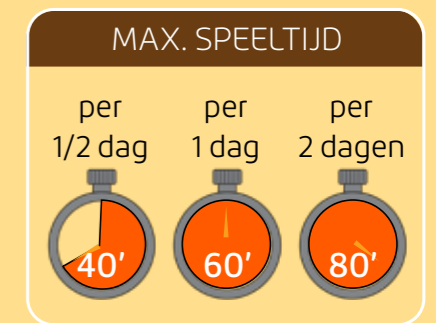 MAX. SPEELTIJD
per per per
1/2 dag 1 dag 2 dagen
40' 60' 80'